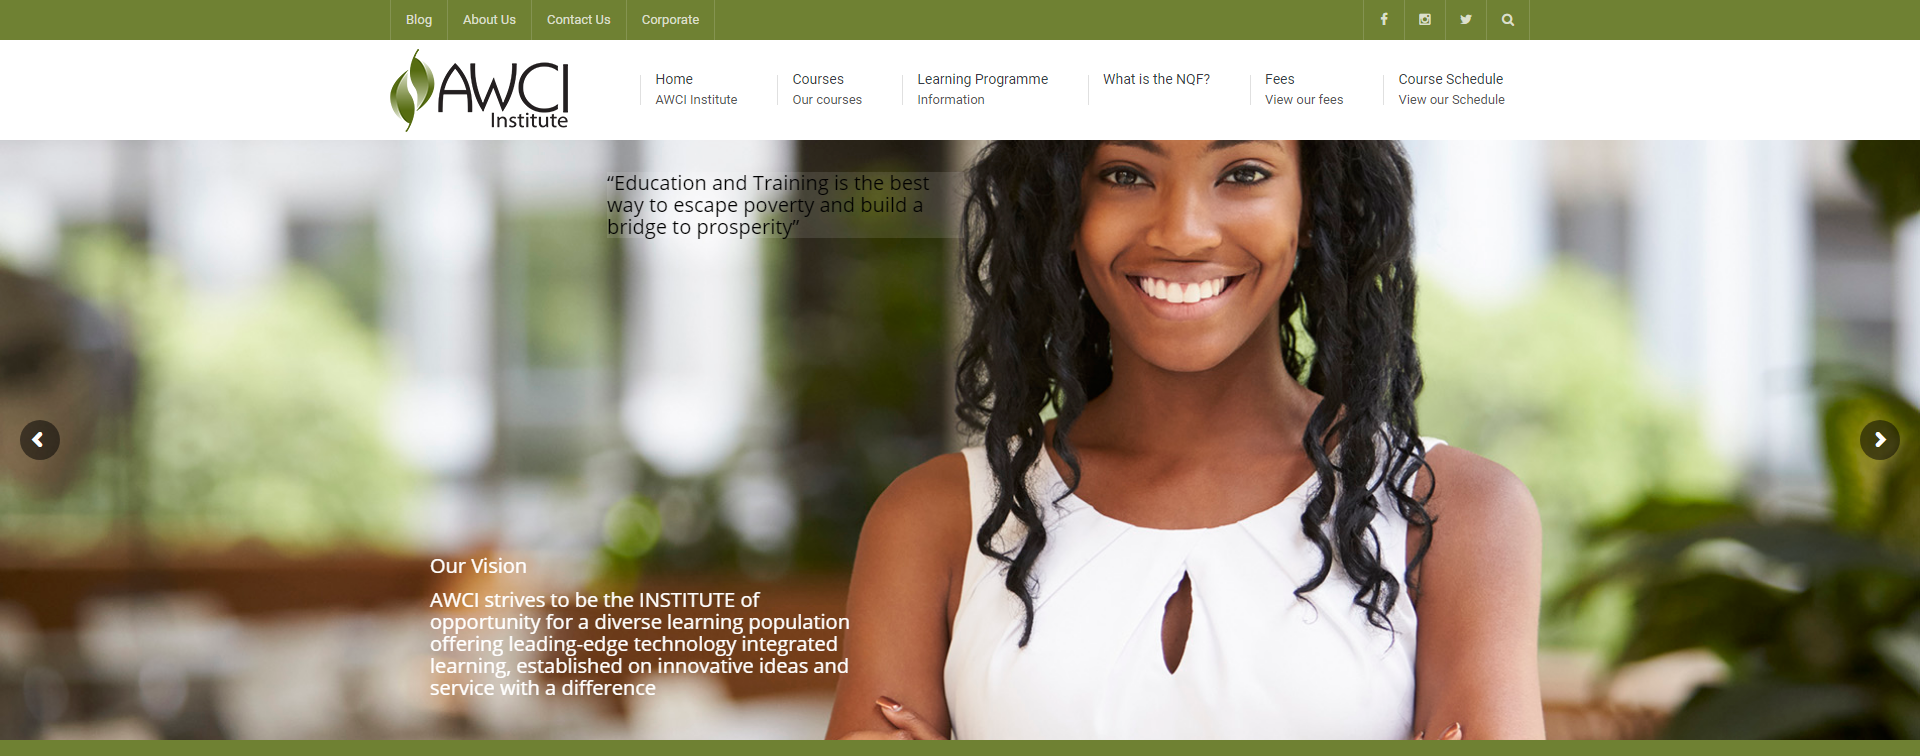 Blog
About Us
Contact Us
Corporate
AWCI
Institute
Home
AWCI Institute
Courses
Our courses
Learning Programme
Information
What is the NQF?
Fees
View our fees
Course Schedule
View our Schedule
“Education and Training is the best
way to escape poverty and build a
bridge to prosperity”
Our Vision
AWCI strives to be the INSTITUTE of
opportunity for a diverse learning population
offering leading-edge technology integrated
learning, established on innovative ideas and
service with a difference